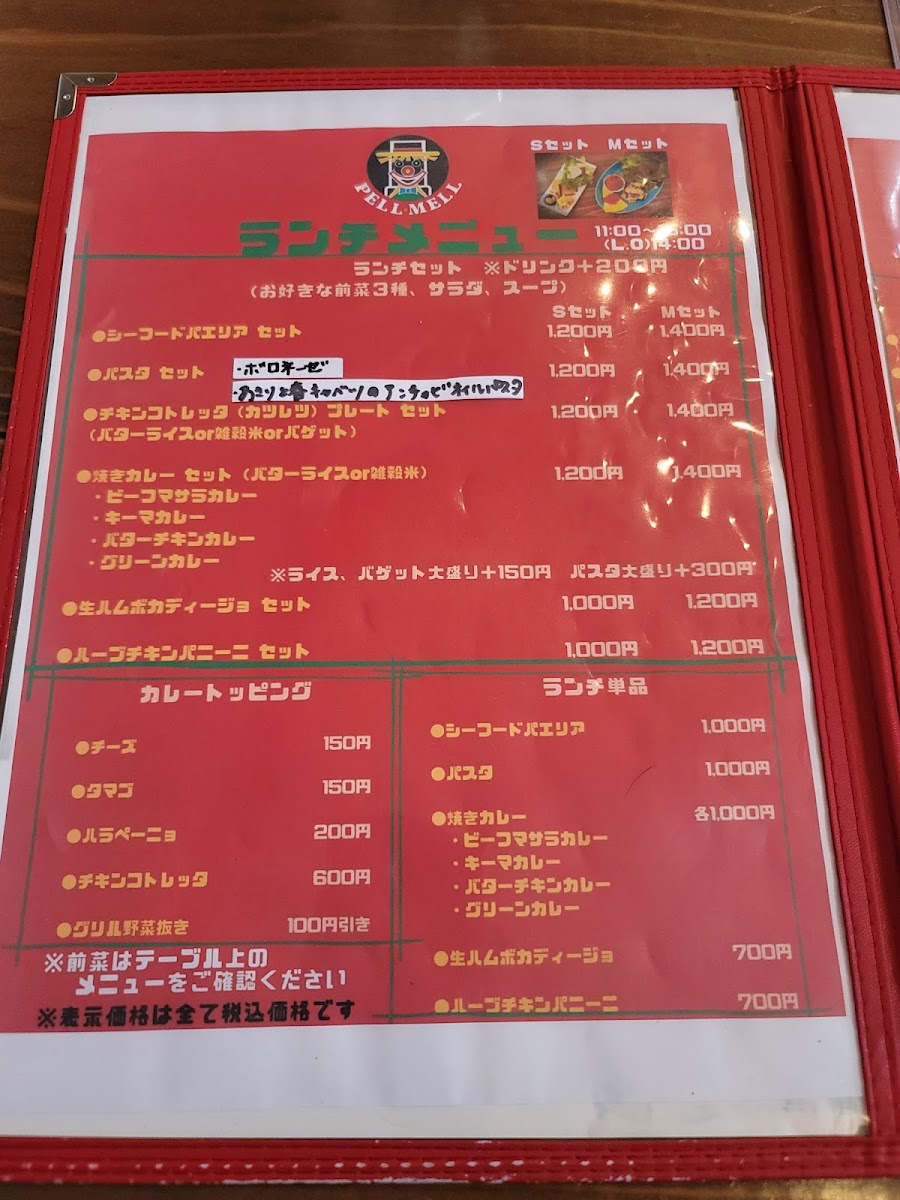 PELL-MELL
Sセット Mセット
ランチメニュー
(L.O)14:00
ランチセット ※ドリンク+200円
(お好きな前菜3種、サラダ、スープ)
Sセット Mセット
●シーフードパエリア セット 1,200円 1,400円
●パスタ セット ・ボロネーゼ 1,200円 1,400円
●チキンコトレッタ(カツレツ)プレート セット 1,200円 1,400円
(バターライスor雑穀米orバゲット)
●焼きカレー セット(バターライスor雑穀米) 1,200円 1,400円
・ビーフマサラカレー
・キーマカレー
・バターチキンカレー
・グリーンカレー
※ライス、バゲット大盛り+150円 パスタ大盛り+300円
●生ハムボカディージョ セット 1,000円 1,200円
●ハーブチキンパニーニ セット 1,000円 1,200円
カレートッピング
●チーズ 150円
●タマゴ 150円
●ハラペーニョ 200円
●チキンコトレッタ 600円
●グリル野菜抜き 100円引き
※前菜はテーブル上の
メニューをご確認ください
※表示価格は全て税込価格です
ランチ単品
●シーフードパエリア 1,000円
●パスタ 1,000円
●焼きカレー 各1,000円
・ビーフマサラカレー
・キーマカレー
・バターチキンカレー
・グリーンカレー
●生ハムボカディージョ 700円
●ハーブチキンパニーニ 700円